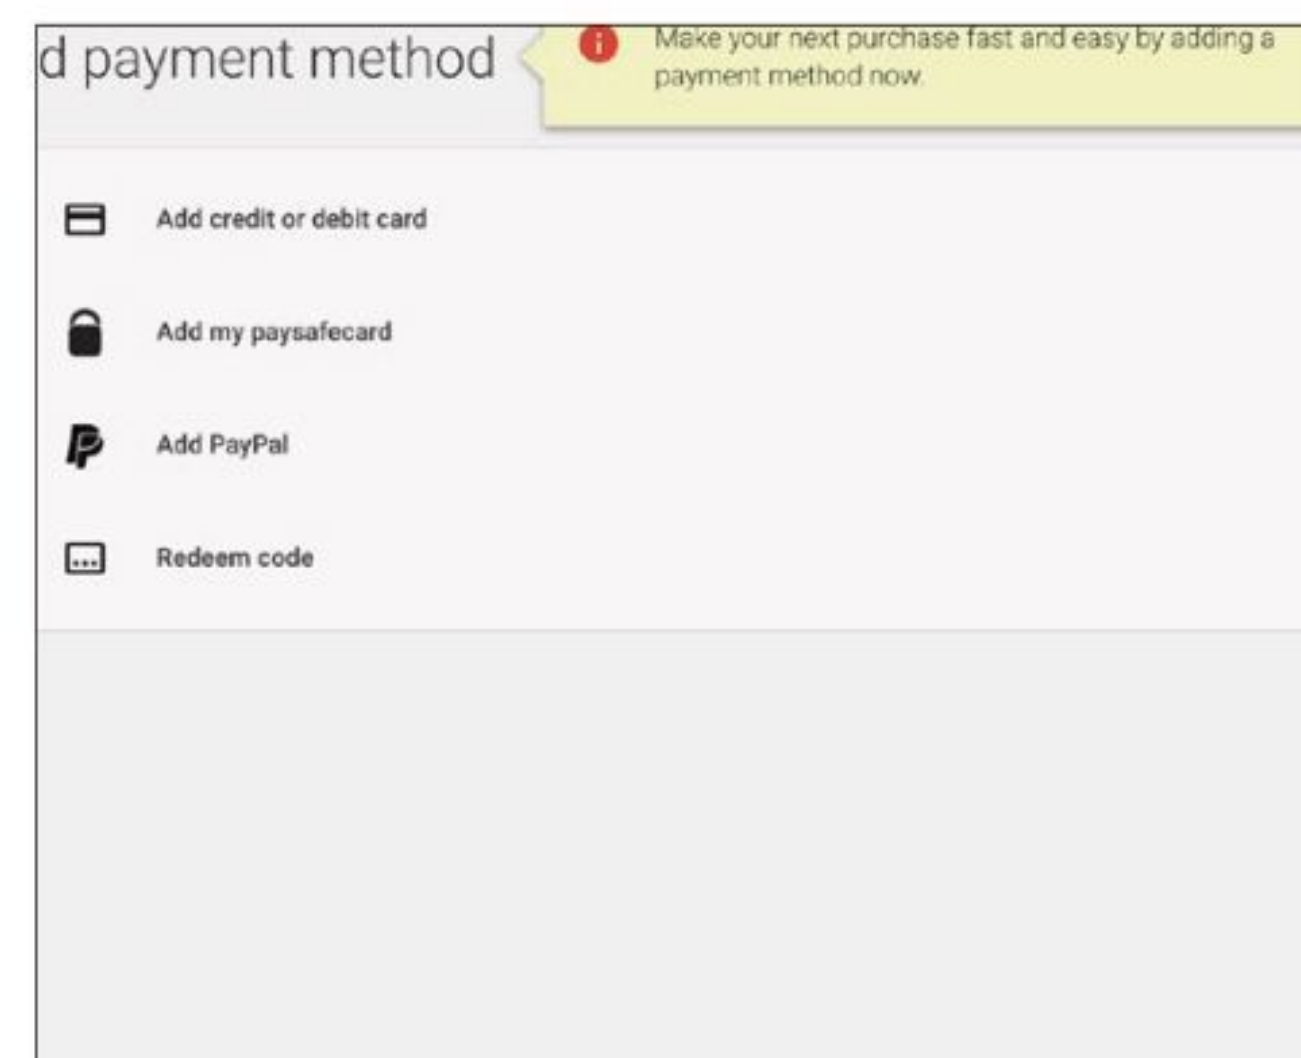 d payment method
Make your next purchase fast and easy by adding a
payment method now.
Add credit or debit card
Add my paysafecard
Add PayPal
Redeem code